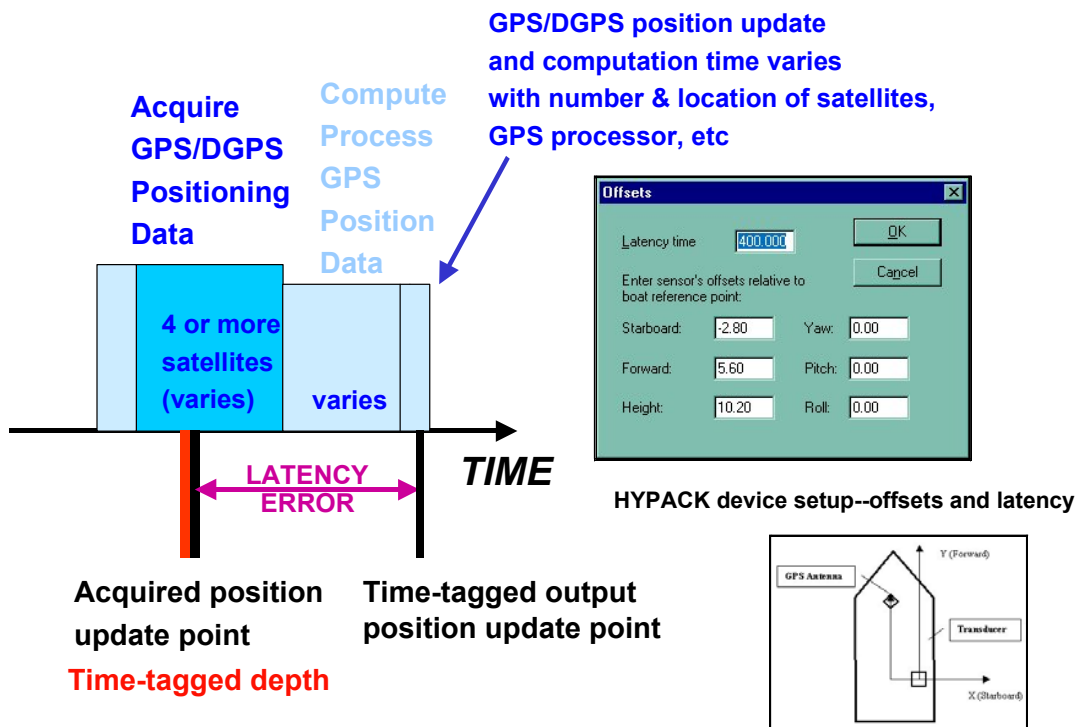 GPS/DGPS position update
and computation time varies
with number & location of satellites,
GPS processor, etc
Acquire
GPS/DGPS
Positioning
Data
Compute
Process
GPS
Position
Data
4 or more
satellites
(varies)
varies
TIME
LATENCY
ERROR
Acquired position
update point
Time-tagged depth
Time-tagged output
position update point
Offsets
Latency time 400.000 OK
Cancel
Enter sensor's offsets relative to
boat reference point:
Starboard: -2.80 Yaw: 0.00
Forward: 5.60 Pitch: 0.00
Height: 10.20 Roll: 0.00
HYPACK device setup--offsets and latency
Y (Forward)
GPS Antenna
Transducer
X (Starboard)